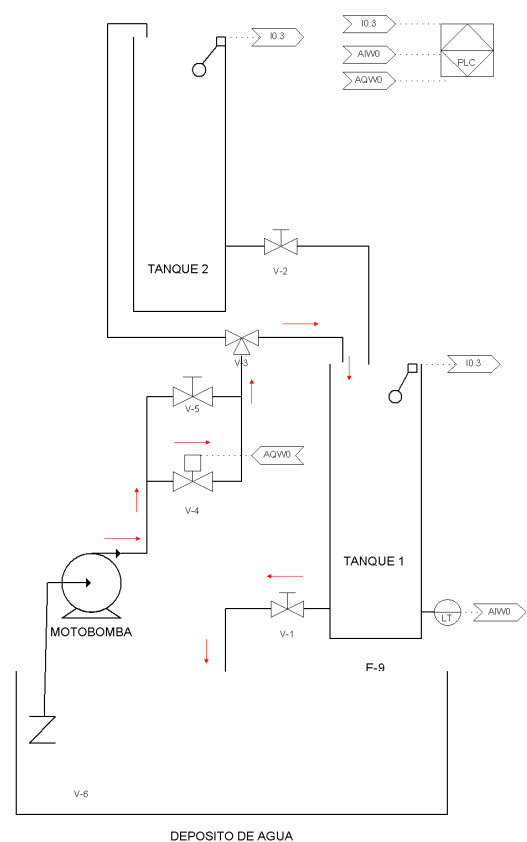 I0.3
I0.3
AIW0
AQW0
PLC
TANQUE 2
V-2
V-3
I0.3
V-5
AQW0
V-4
TANQUE 1
MOTOBOMBA
V-1
LT
AIW0
E-9
V-6
DEPOSITO DE AGUA